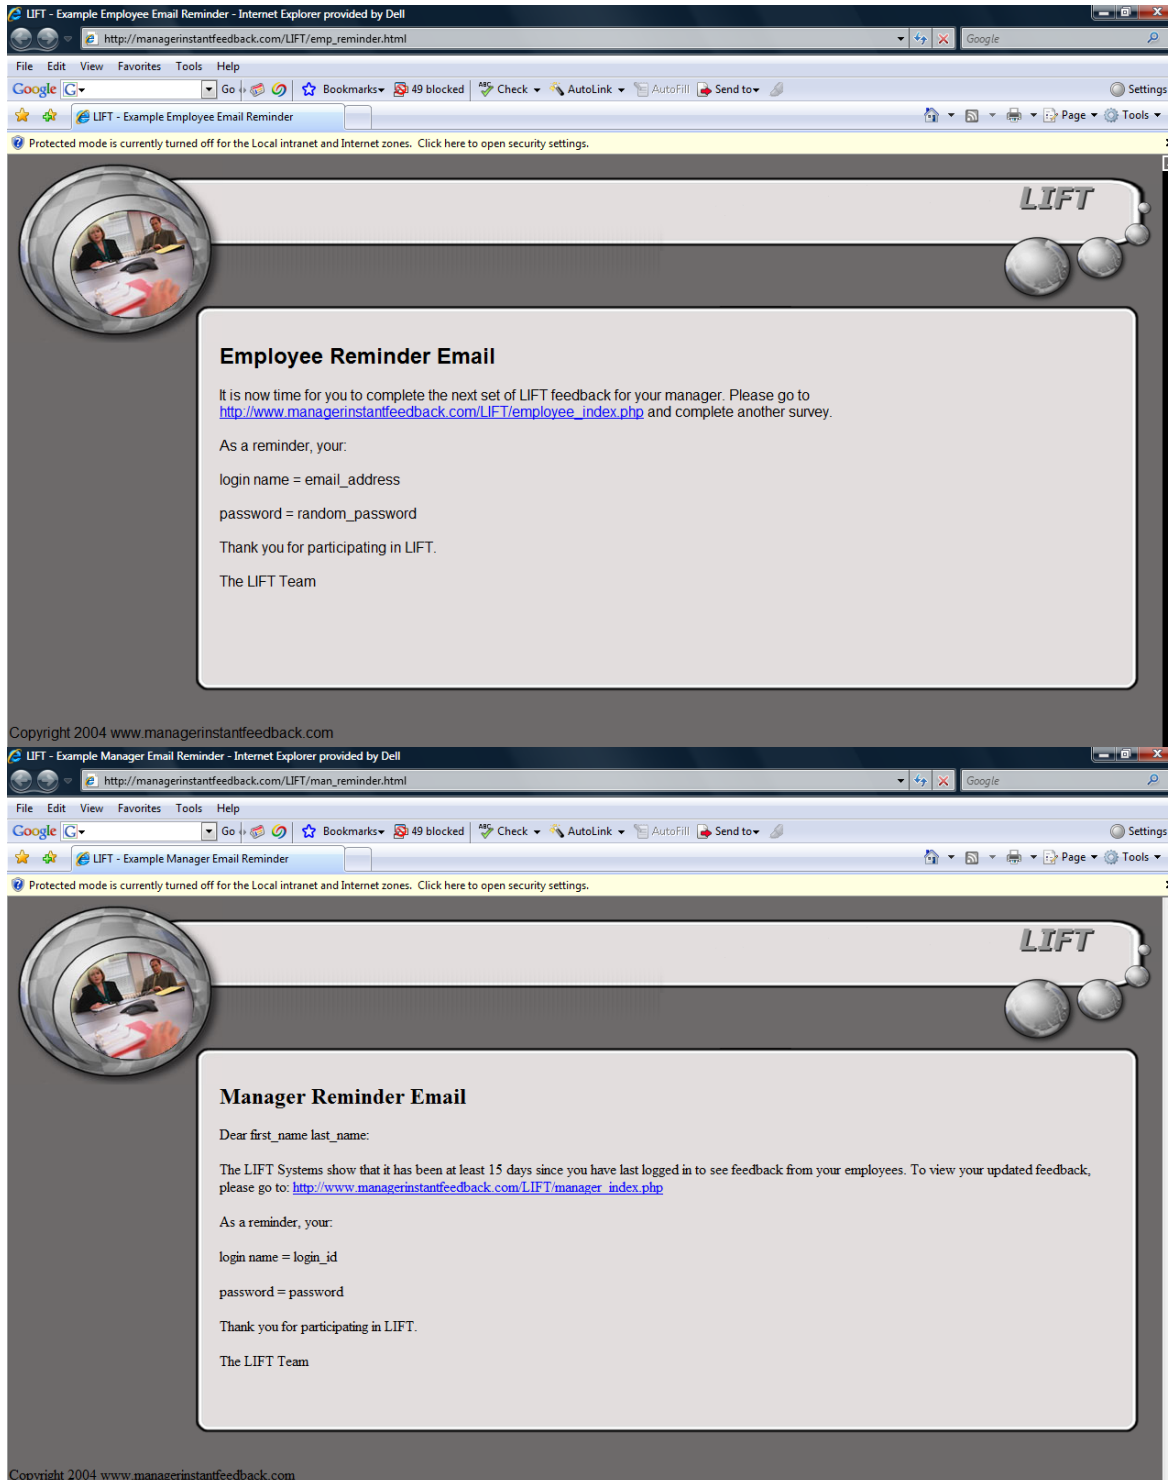 LIFT - Example Employee Email Reminder - Internet Explorer provided by Dell
http://managerinstantfeedback.com/LIFT/emp_reminder.html
Google
File Edit View Favorites Tools Help
Google G Go Bookmarks 49 blocked ABC Check AutoLink AutoFill Send to Settings
LIFT - Example Employee Email Reminder Page Tools
Protected mode is currently turned off for the Local intranet and Internet zones. Click here to open security settings.
LIFT
Employee Reminder Email
It is now time for you to complete the next set of LIFT feedback for your manager. Please go to
http://www.managerinstantfeedback.com/LIFT/employee_index.php and complete another survey.
As a reminder, your:
login name = email_address
password = random_password
Thank you for participating in LIFT.
The LIFT Team
Copyright 2004 www.managerinstantfeedback.com
LIFT - Example Manager Email Reminder - Internet Explorer provided by Dell
http://managerinstantfeedback.com/LIFT/man_reminder.html
Google
File Edit View Favorites Tools Help
Google G Go Bookmarks 49 blocked ABC Check AutoLink AutoFill Send to Settings
LIFT - Example Manager Email Reminder Page Tools
Protected mode is currently turned off for the Local intranet and Internet zones. Click here to open security settings.
LIFT
Manager Reminder Email
Dear first_name last_name:
The LIFT Systems show that it has been at least 15 days since you have last logged in to see feedback from your employees. To view your updated feedback,
please go to: http://www.managerinstantfeedback.com/LIFT/manager_index.php
As a reminder, your:
login name = login_id
password = password
Thank you for participating in LIFT.
The LIFT Team
Copyright 2004 www.managerinstantfeedback.com